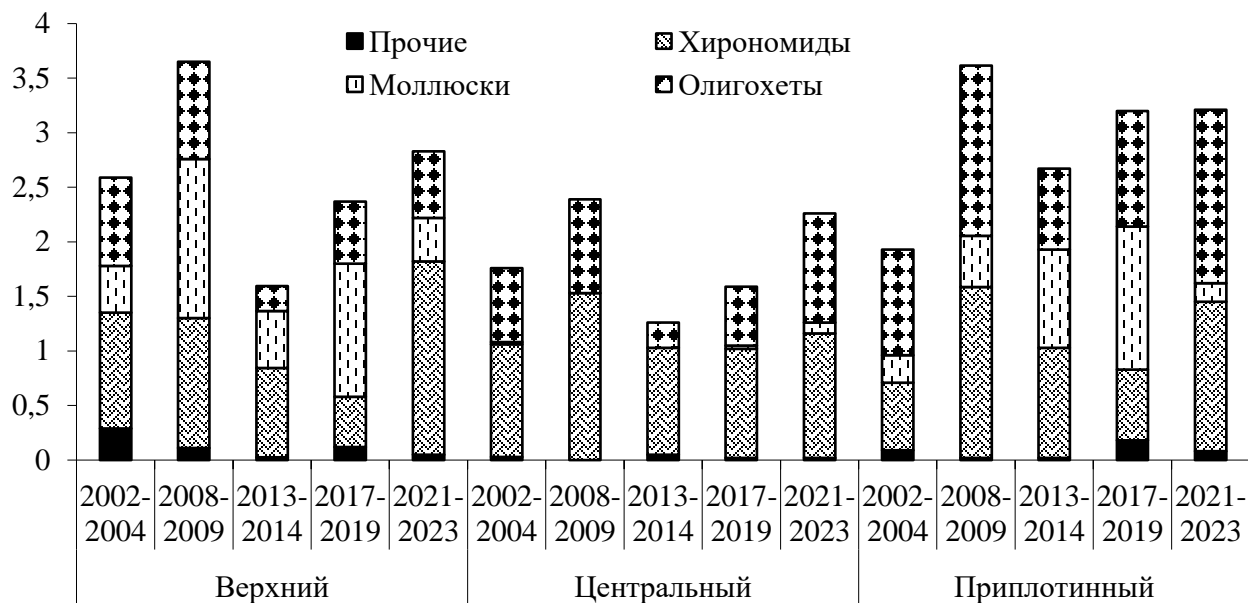 4
3,5
3
2,5
2
1,5
1
0,5
0
Прочие Хирономиды
Моллюски Олигохеты
2002- 2008- 2013- 2017- 2021- 2002- 2008- 2013- 2017- 2021- 2002- 2008- 2013- 2017- 2021-
2004 2009 2014 2019 2023 2004 2009 2014 2019 2023 2004 2009 2014 2019 2023
Верхний Центральный Приплотинный